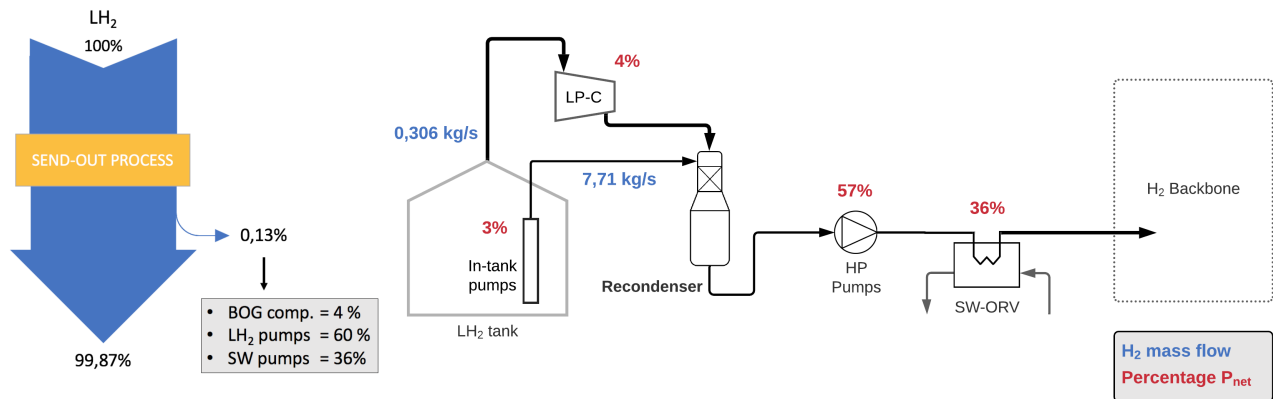 LH₂
100%
SEND-OUT PROCESS
0,13%
• BOG comp. = 4 %
• LH₂ pumps = 60 %
• SW pumps = 36%
99,87%
4%
LP-C
0,306 kg/s
7,71 kg/s
3%
In-tank
pumps
LH₂ tank
Recondenser
57%
HP
Pumps
36%
SW-ORV
H₂ Backbone
H₂ mass flow
Percentage Pnet